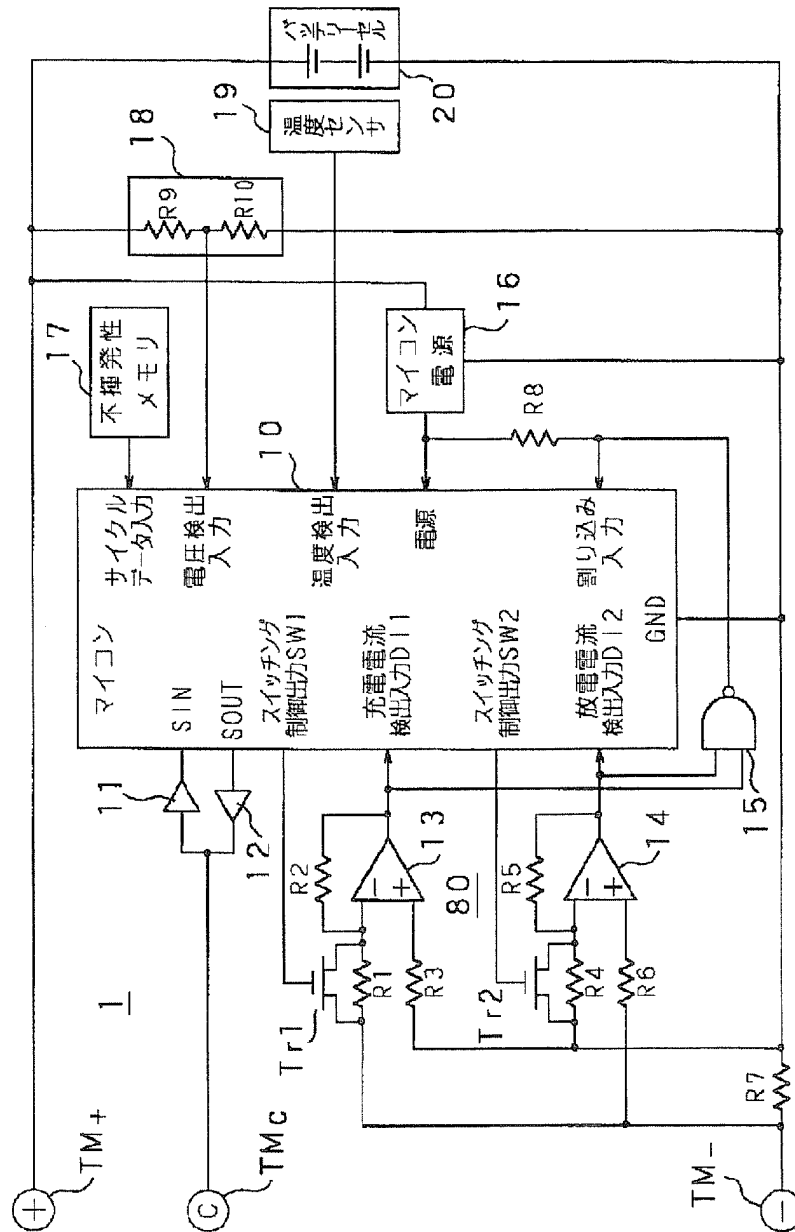 1
TM+
TMC
TM-
マイコン
10
SIN
SOUT
スイッチング
制御出力SW1
充電電流
検出入力DI1
スイッチング
制御出力SW2
放電電流
検出入力DI2
GND
サイクル
データ入力
電圧検出
入力
温度検出
入力
電源
割り込み
入力
11
12
Tr1
R1
R2
R3
13
80
Tr2
R4
R5
R6
14
R7
15
R8
マイコン
電源
16
不揮発性
メモリ
17
18
R9
R10
温度センサ
19
バッテリーセル
20
+
C
-
-
+
-
+